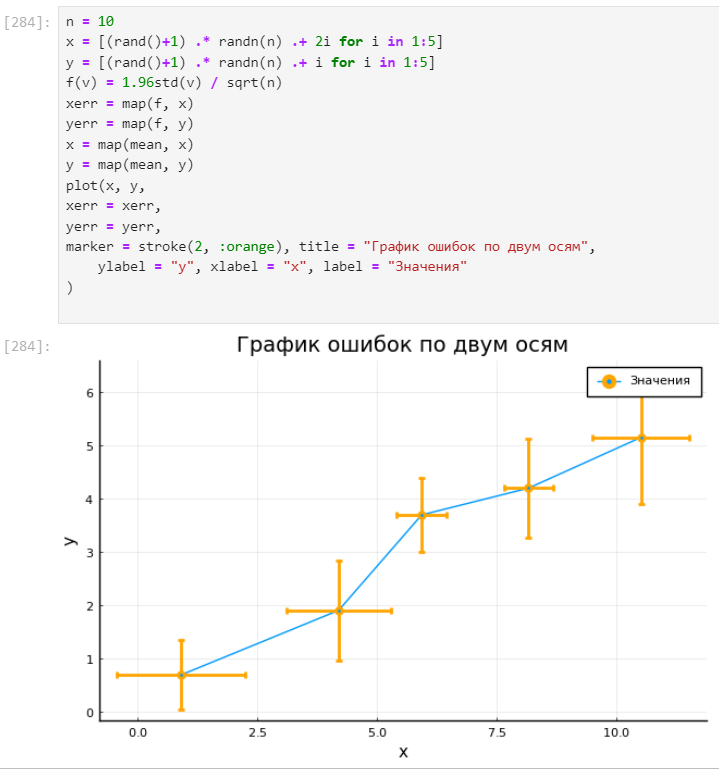 [284]:
n = 10
x = [(rand()+1) .* randn(n) .+ 2i for i in 1:5]
y = [(rand()+1) .* randn(n) .+ i for i in 1:5]
f(v) = 1.96std(v) / sqrt(n)
xerr = map(f, x)
yerr = map(f, y)
x = map(mean, x)
y = map(mean, y)
plot(x, y,
xerr = xerr,
yerr = yerr,
marker = stroke(2, :orange), title = "График ошибок по двум осям",
    ylabel = "y", xlabel = "x", label = "Значения"
)
[284]:
График ошибок по двум осям
Значения
6
5
4
3
2
1
0
y
0.0 2.5 5.0 7.5 10.0
x